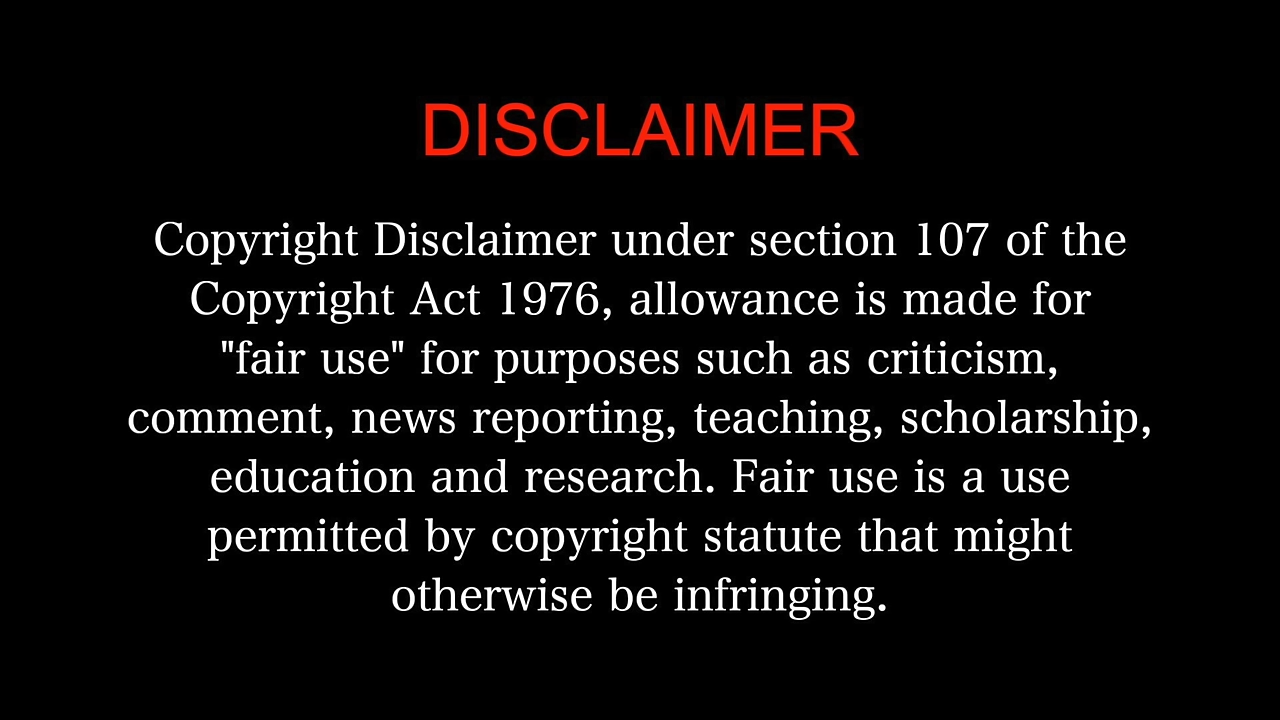 DISCLAIMER
Copyright Disclaimer under section 107 of the
Copyright Act 1976, allowance is made for
"fair use" for purposes such as criticism,
comment, news reporting, teaching, scholarship,
education and research. Fair use is a use
permitted by copyright statute that might
otherwise be infringing.